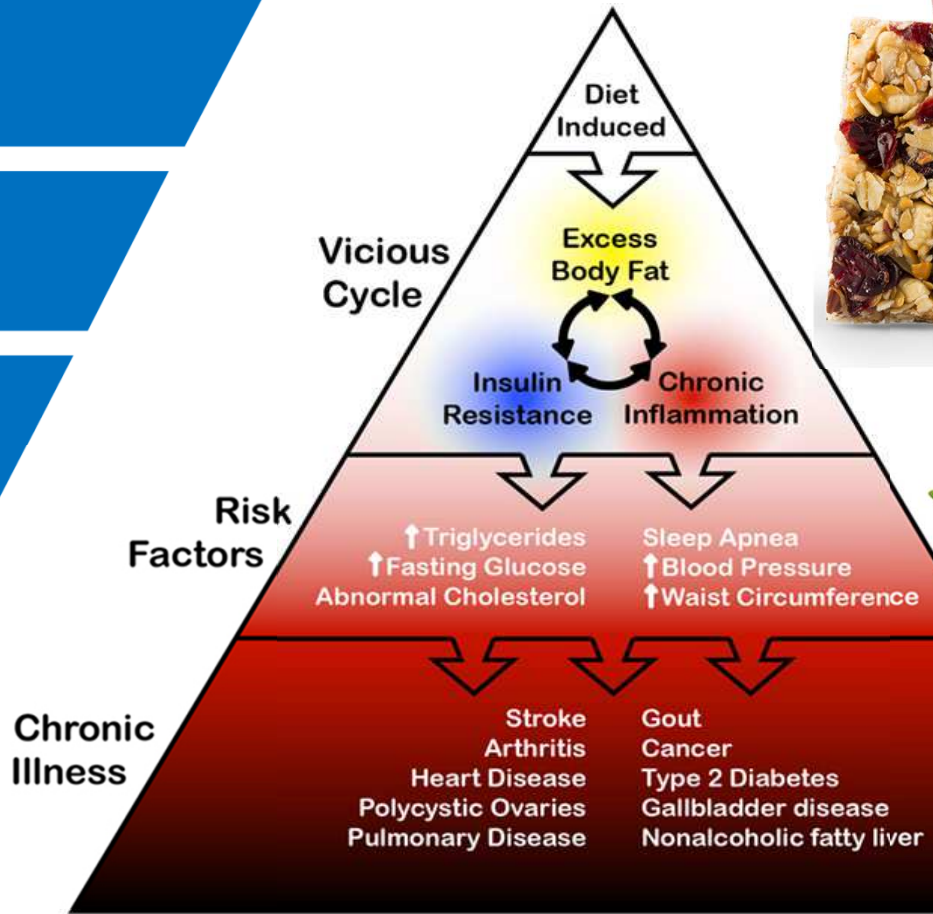 Diet
Induced
Vicious
Cycle
Excess
Body Fat
Insulin
Resistance
Chronic
Inflammation
Risk
Factors
↑Triglycerides
↑Fasting Glucose
Abnormal Cholesterol
Sleep Apnea
↑Blood Pressure
↑Waist Circumference
Chronic
Illness
Stroke
Arthritis
Heart Disease
Polycystic Ovaries
Pulmonary Disease
Gout
Cancer
Type 2 Diabetes
Gallbladder disease
Nonalcoholic fatty liver